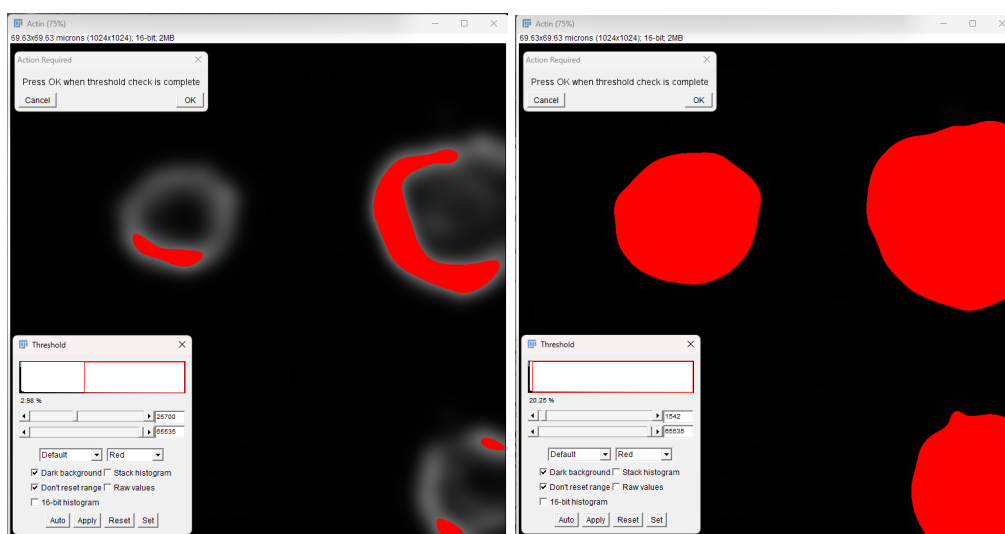 Actin (75%)
69.63x69.63 microns (1024x1024); 16-bit; 2MB
Action Required
Press OK when threshold check is complete
Cancel
OK
Threshold
2.98 %
25700
65535
Default
Red
Dark background
Stack histogram
Don't reset range
Raw values
16-bit histogram
Auto
Apply
Reset
Set
Actin (75%)
69.63x69.63 microns (1024x1024); 16-bit; 2MB
Action Required
Press OK when threshold check is complete
Cancel
OK
Threshold
20.25 %
1542
65535
Default
Red
Dark background
Stack histogram
Don't reset range
Raw values
16-bit histogram
Auto
Apply
Reset
Set